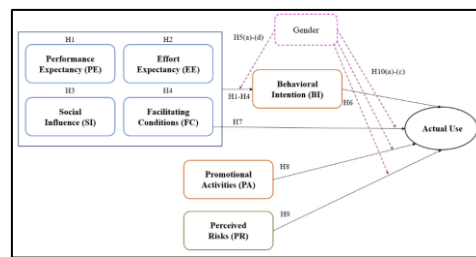 H1
H2
Performance
Expectancy (PE)
Effort
Expectancy (EE)
H3
H4
Social
Influence (SI)
Facilitating
Conditions (FC)
H5(a)-(d)
Gender
H10(a)-(c)
H1-H4
Behavioral
Intention (BI)
H6
H7
Actual Use
Promotional
Activities (PA)
H8
Perceived
Risks (PR)
H9